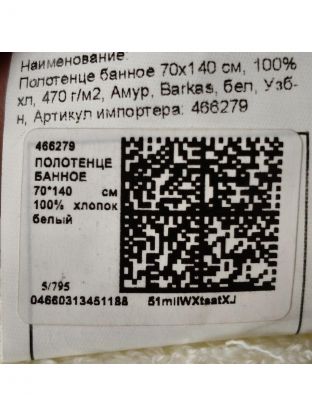 Наименование:
Полотенце банное 70х140 см, 100%
хл, 470 г/м2, Амур, Barkas, бел, Узб-
н, Артикул импортера: 466279
466279
ПОЛОТЕНЦЕ
БАННОЕ
70*140 см
100% хлопок
белый
5/795
04660313451188 51miIWXtaatXJ